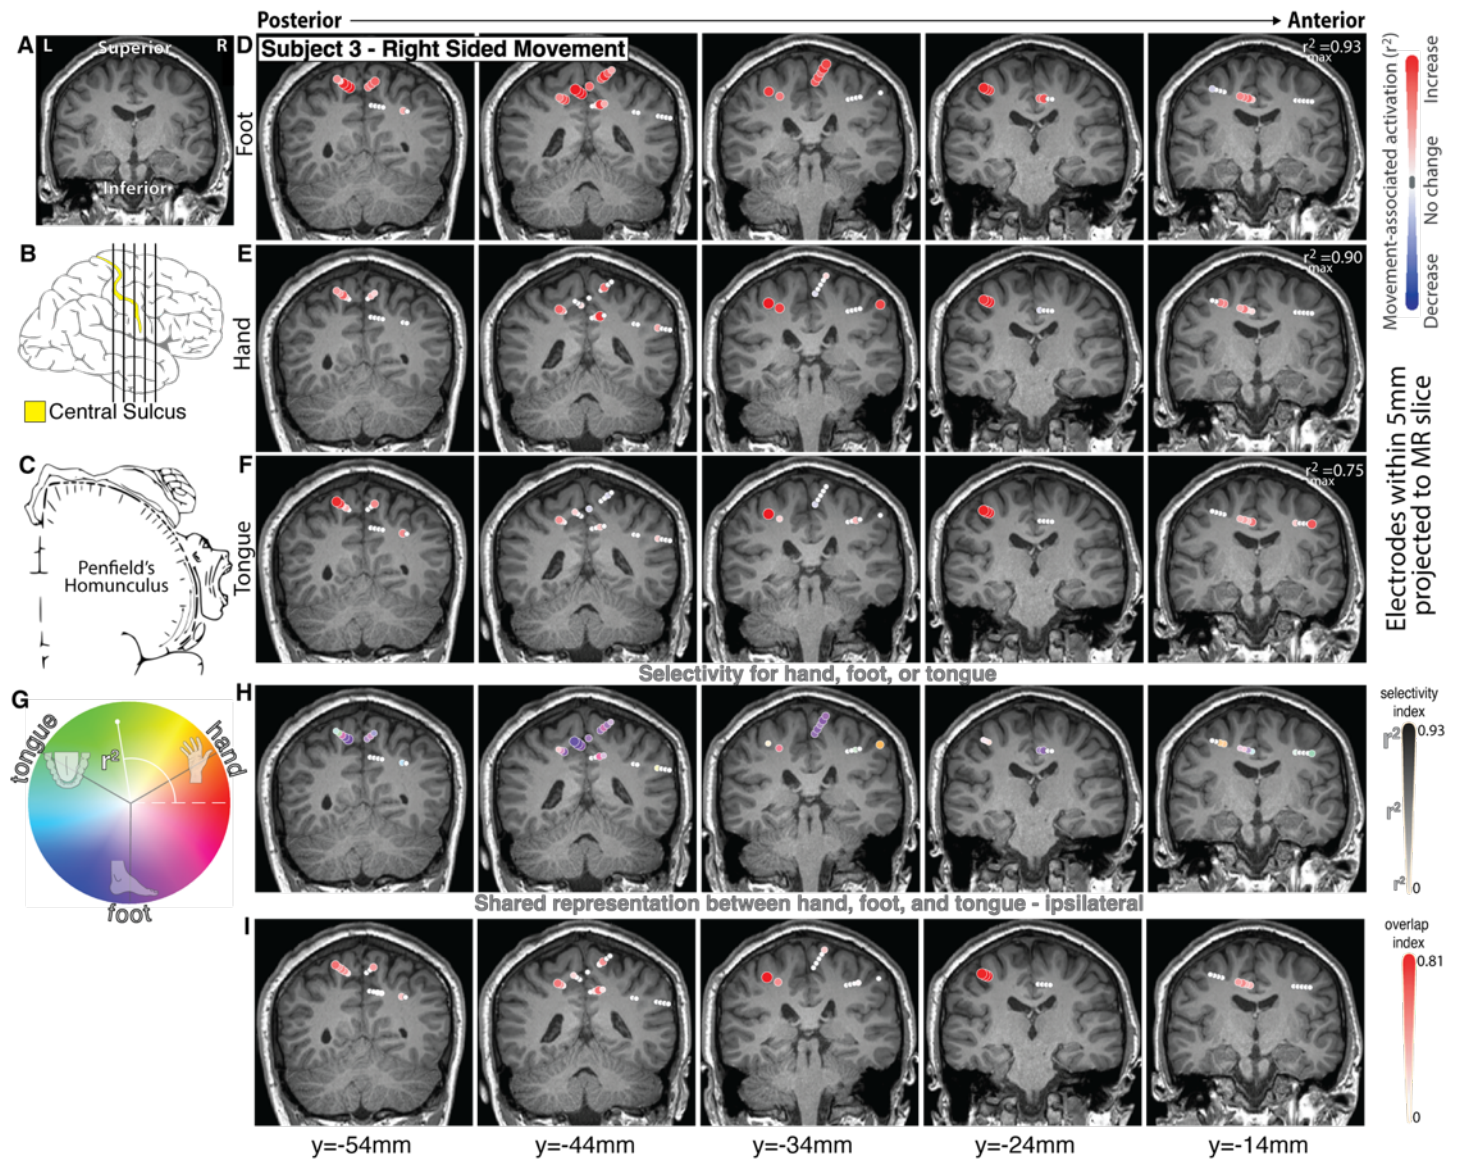 Posterior
Anterior
A
L
Superior
R
Inferior
D
Subject 3 - Right Sided Movement
r² max =0.93
Foot
Movement-associated activation (r²)
Decrease No change Increase
B
Central Sulcus
E
Hand
r² max =0.90
Electrodes within 5mm
projected to MR slice
C
Penfield's
Homunculus
F
Tongue
r² max =0.75
Selectivity for hand, foot, or tongue
G
tongue
hand
foot
r²
H
selectivity
index
r²
0.93
r²
r²
0
Shared representation between hand, foot, and tongue - ipsilateral
I
overlap
index
0.81
0
y=-54mm
y=-44mm
y=-34mm
y=-24mm
y=-14mm